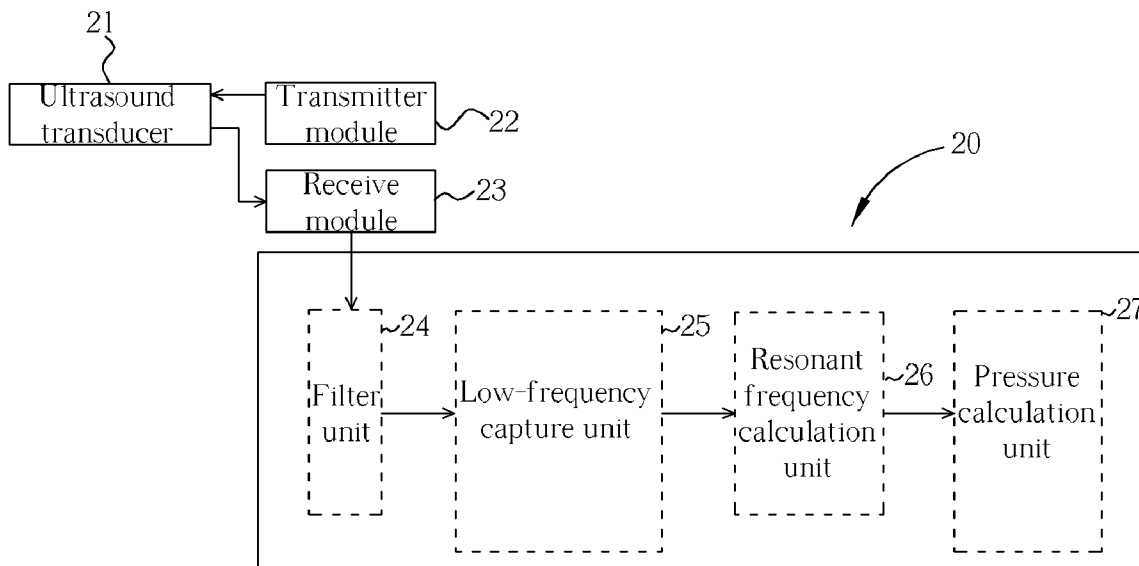 21
Ultrasound
transducer
Transmitter
module
22
Receive
module
23
20
24
Filter
unit
25
Low-frequency
capture unit
Resonant
frequency
calculation
unit
26
27
Pressure
calculation
unit